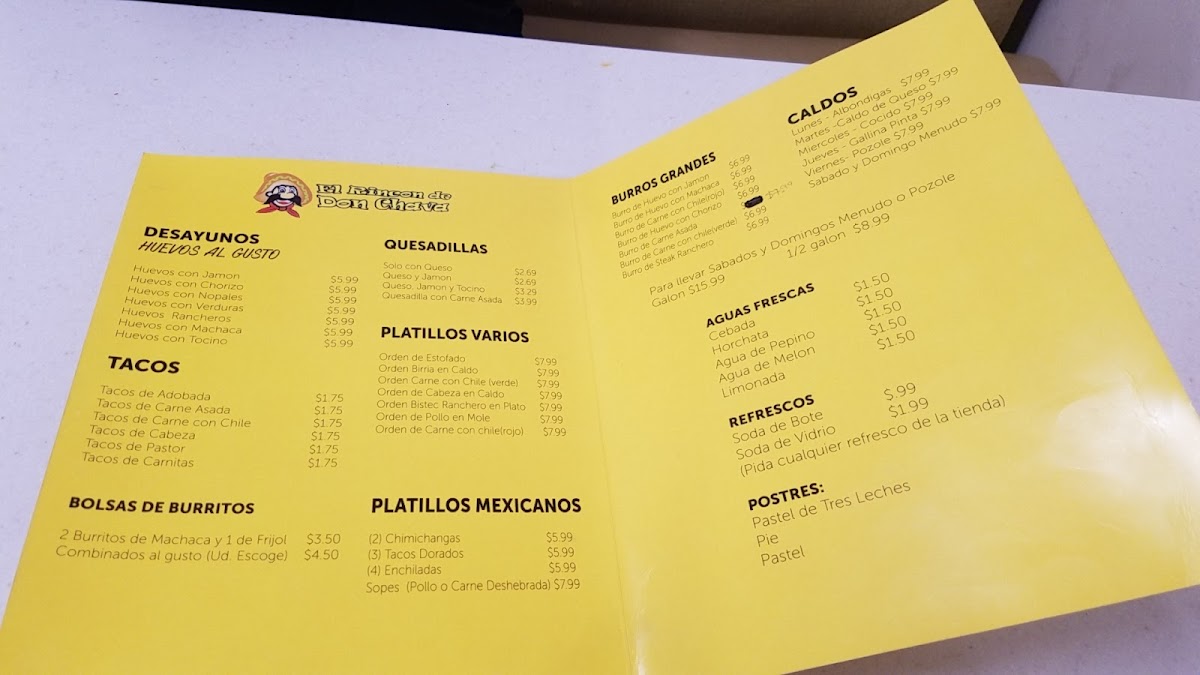 El Rincon de
Don Chava
DESAYUNOS
HUEVOS AL GUSTO
Huevos con Jamon $5.99
Huevos con Chorizo $5.99
Huevos con Nopales $5.99
Huevos con Verduras $5.99
Huevos Rancheros $5.99
Huevos con Machaca $5.99
Huevos con Tocino $5.99
TACOS
Tacos de Adobada $1.75
Tacos de Carne Asada $1.75
Tacos de Carne con Chile $1.75
Tacos de Cabeza $1.75
Tacos de Pastor $1.75
Tacos de Carnitas $1.75
BOLSAS DE BURRITOS
2 Burritos de Machaca y 1 de Frijol $3.50
Combinados al gusto (Ud. Escoge) $4.50
QUESADILLAS
Solo con Queso $2.69
Queso y Jamon $2.69
Queso, Jamon y Tocino $3.29
Quesadilla con Carne Asada $3.99
PLATILLOS VARIOS
Orden de Estofado $7.99
Orden Birria en Caldo $7.99
Orden Carne con Chile (verde) $7.99
Orden de Cabeza en Caldo $7.99
Orden Bistec Ranchero en Plato $7.99
Orden de Pollo en Mole $7.99
Orden de Carne con chile(rojo) $7.99
PLATILLOS MEXICANOS
(2) Chimichangas $5.99
(3) Tacos Dorados $5.99
(4) Enchiladas $5.99
Sopes (Pollo o Carne Deshebrada) $7.99
BURROS GRANDES
Burro de Huevo con Jamon $6.99
Burro de Huevo con Machaca $6.99
Burro de Carne con Chile(rojo) $6.99
Burro de Huevo con Chorizo $6.99
Burro de Carne Asada
Burro de Carne con chile(verde) $6.99
Burro de Steak Ranchero $6.99
CALDOS
Lunes - Albondigas $7.99
Martes -Caldo de Queso $7.99
Miercoles - Cocido $7.99
Jueves - Gallina Pinta $7.99
Viernes- Pozole $7.99
Sabado y Domingo Menudo $7.99
Para llevar Sabados y Domingos Menudo o Pozole
Galon $15.99 1/2 galon $8.99
AGUAS FRESCAS
Cebada $1.50
Horchata $1.50
Agua de Pepino $1.50
Agua de Melon $1.50
Limonada $1.50
REFRESCOS
Soda de Bote $.99
Soda de Vidrio $1.99
(Pida cualquier refresco de la tienda)
POSTRES:
Pastel de Tres Leches
Pie
Pastel